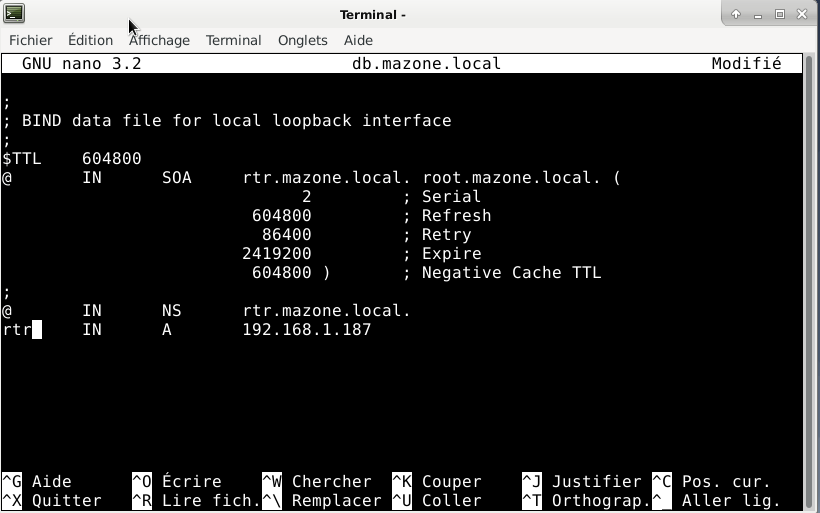 Terminal -
Fichier Édition Affichage Terminal Onglets Aide
GNU nano 3.2 db.mazone.local Modifié
;
; BIND data file for local loopback interface
;
$TTL 604800
@ IN SOA rtr.mazone.local. root.mazone.local. (
2 ; Serial
604800 ; Refresh
86400 ; Retry
2419200 ; Expire
604800 ) ; Negative Cache TTL
;
@ IN NS rtr.mazone.local.
rtr IN A 192.168.1.187
^G Aide ^O Écrire ^W Chercher ^K Couper ^J Justifier ^C Pos. cur.
^X Quitter ^R Lire fich. ^\ Remplacer ^U Coller ^T Orthograp. ^_ Aller lig.